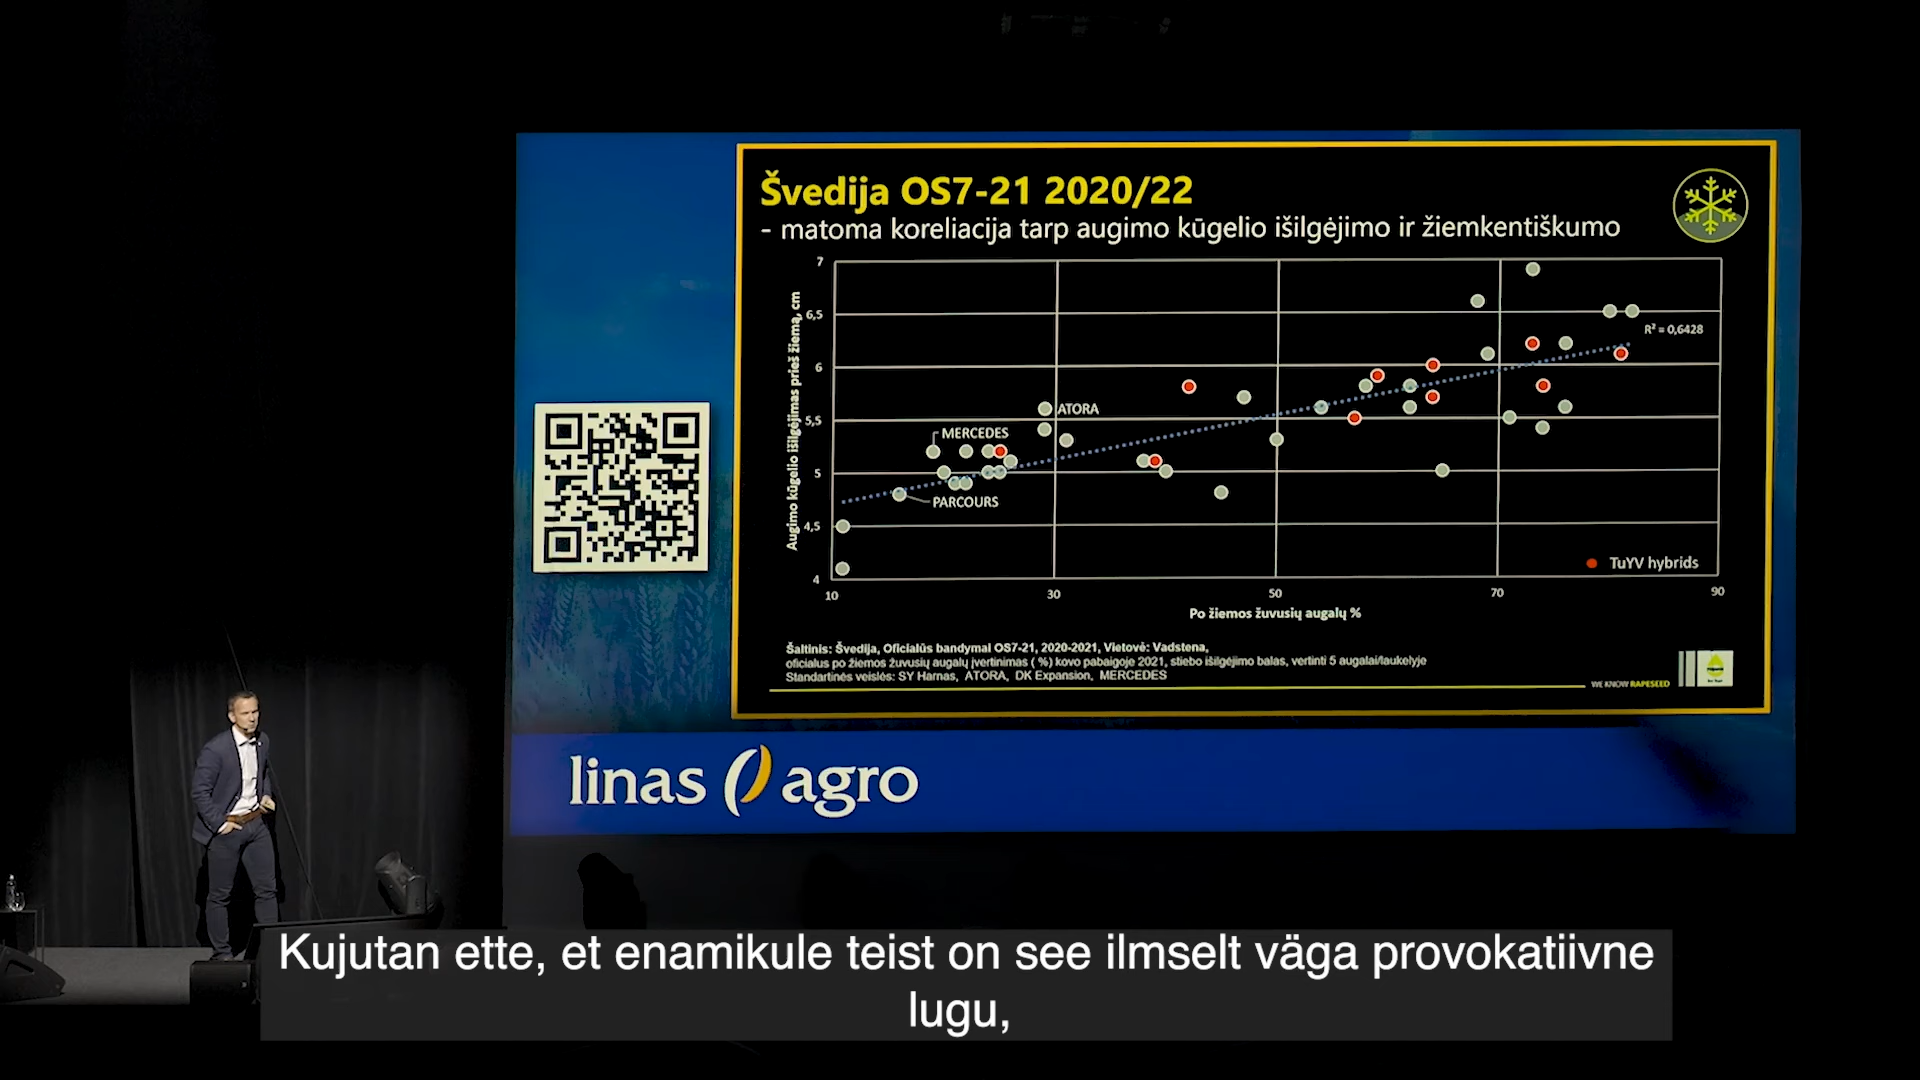 Švedija OS7-21 2020/22
- matoma koreliacija tarp augimo kūgelio išilgėjimo ir žiemkentiškumo
Augimo kūgelio išilgėjimas prieš žiemą, cm
7
6,5
6
5,5
5
4,5
4
R² = 0,6428
ATORA
MERCEDES
PARCOURS
TuYV hybrids
10
30
50
70
90
Po žiemos žuvusių augalų %
Šaltinis: Švedija, Oficialūs bandymai OS7-21, 2020-2021, Vietovė: Vadstena,
oficialus po žiemos žuvusių augalų įvertinimas ( %) kovo pabaigoje 2021, stiebo išilgėjimo balas, vertinti 5 augalai/laukelyje
Standartinės veislės: SY Harnas, ATORA, DK Expansion, MERCEDES
WE KNOW RAPESEED
linas agro
Kujutan ette, et enamikule teist on see ilmselt väga provokatiivne
lugu,